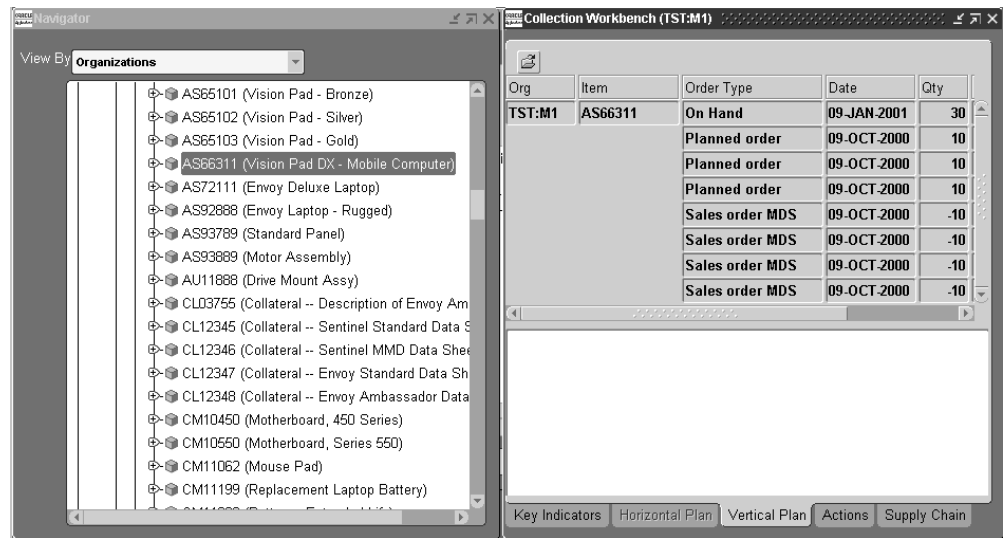 Navigator
View By Organizations
AS65101 (Vision Pad - Bronze)
AS65102 (Vision Pad - Silver)
AS65103 (Vision Pad - Gold)
AS66311 (Vision Pad DX - Mobile Computer)
AS72111 (Envoy Deluxe Laptop)
AS92888 (Envoy Laptop - Rugged)
AS93789 (Standard Panel)
AS93889 (Motor Assembly)
AU11888 (Drive Mount Assy)
CL03755 (Collateral -- Description of Envoy Am
CL12345 (Collateral -- Sentinel Standard Data S
CL12346 (Collateral -- Sentinel MMD Data Shee
CL12347 (Collateral -- Envoy Standard Data Sh
CL12348 (Collateral -- Envoy Ambassador Data
CM10450 (Motherboard, 450 Series)
CM10550 (Motherboard, Series 550)
CM11062 (Mouse Pad)
CM11199 (Replacement Laptop Battery)
Collection Workbench (TST:M1)
Org Item Order Type Date Qty
TST:M1 AS66311 On Hand 09-JAN-2001 30
Planned order 09-OCT-2000 10
Planned order 09-OCT-2000 10
Planned order 09-OCT-2000 10
Sales order MDS 09-OCT-2000 -10
Sales order MDS 09-OCT-2000 -10
Sales order MDS 09-OCT-2000 -10
Sales order MDS 09-OCT-2000 -10
Key Indicators Horizontal Plan Vertical Plan Actions Supply Chain